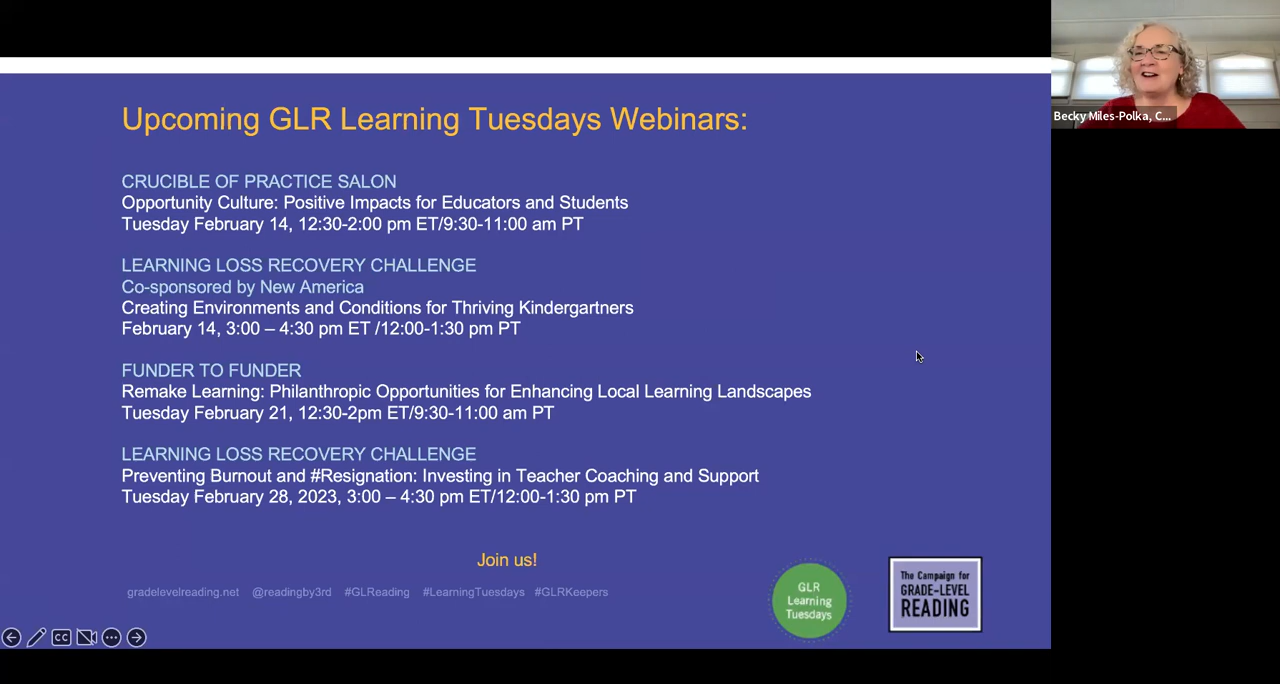 Upcoming GLR Learning Tuesdays Webinars:
CRUCIBLE OF PRACTICE SALON
Opportunity Culture: Positive Impacts for Educators and Students
Tuesday February 14, 12:30-2:00 pm ET/9:30-11:00 am PT
LEARNING LOSS RECOVERY CHALLENGE
Co-sponsored by New America
Creating Environments and Conditions for Thriving Kindergartners
February 14, 3:00 – 4:30 pm ET /12:00-1:30 pm PT
FUNDER TO FUNDER
Remake Learning: Philanthropic Opportunities for Enhancing Local Learning Landscapes
Tuesday February 21, 12:30-2pm ET/9:30-11:00 am PT
LEARNING LOSS RECOVERY CHALLENGE
Preventing Burnout and #Resignation: Investing in Teacher Coaching and Support
Tuesday February 28, 2023, 3:00 – 4:30 pm ET/12:00-1:30 pm PT
Join us!
gradelevelreading.net @readingby3rd #GLReading #LearningTuesdays #GLRKeepers
GLR
Learning
Tuesdays
The Campaign for
GRADE-LEVEL
READING
CC
Becky Miles-Polka, C...